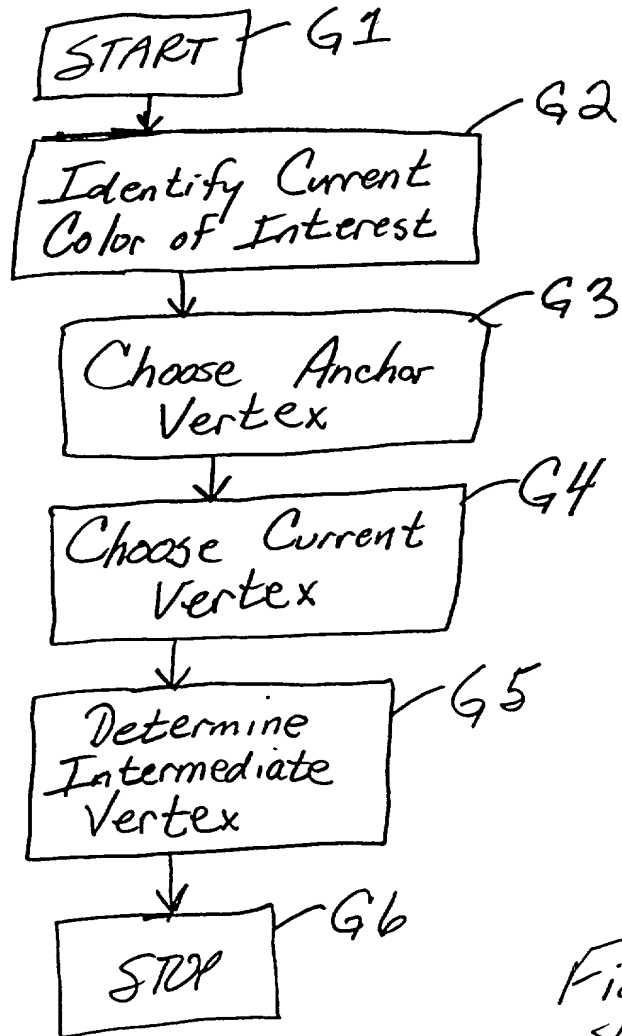 START G1
G2
Identify Current
Color of Interest
G3
Choose Anchor
Vertex
G4
Choose Current
Vertex
G5
Determine
Intermediate
Vertex
G6
STOP